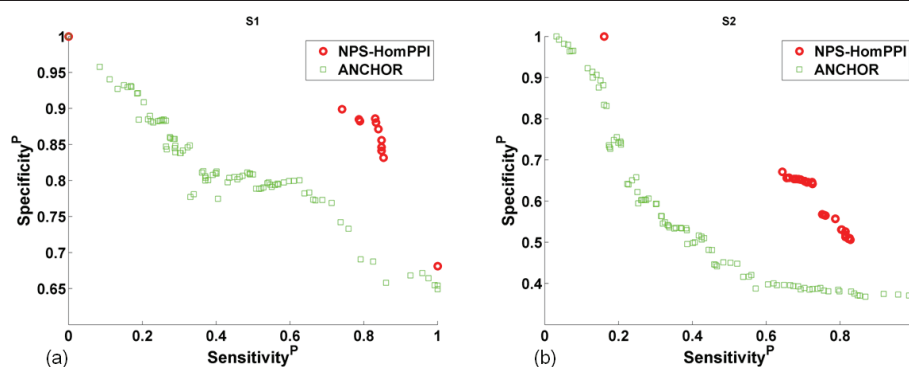 S1
NPS-HomPPI
ANCHOR
1
0.95
0.9
0.85
0.8
0.75
0.7
0.65
Specificity^P
0 0.2 0.4 0.6 0.8 1
(a) Sensitivity^P
S2
NPS-HomPPI
ANCHOR
1
0.9
0.8
0.7
0.6
0.5
0.4
Specificity^P
0 0.2 0.4 0.6 0.8
(b) Sensitivity^P